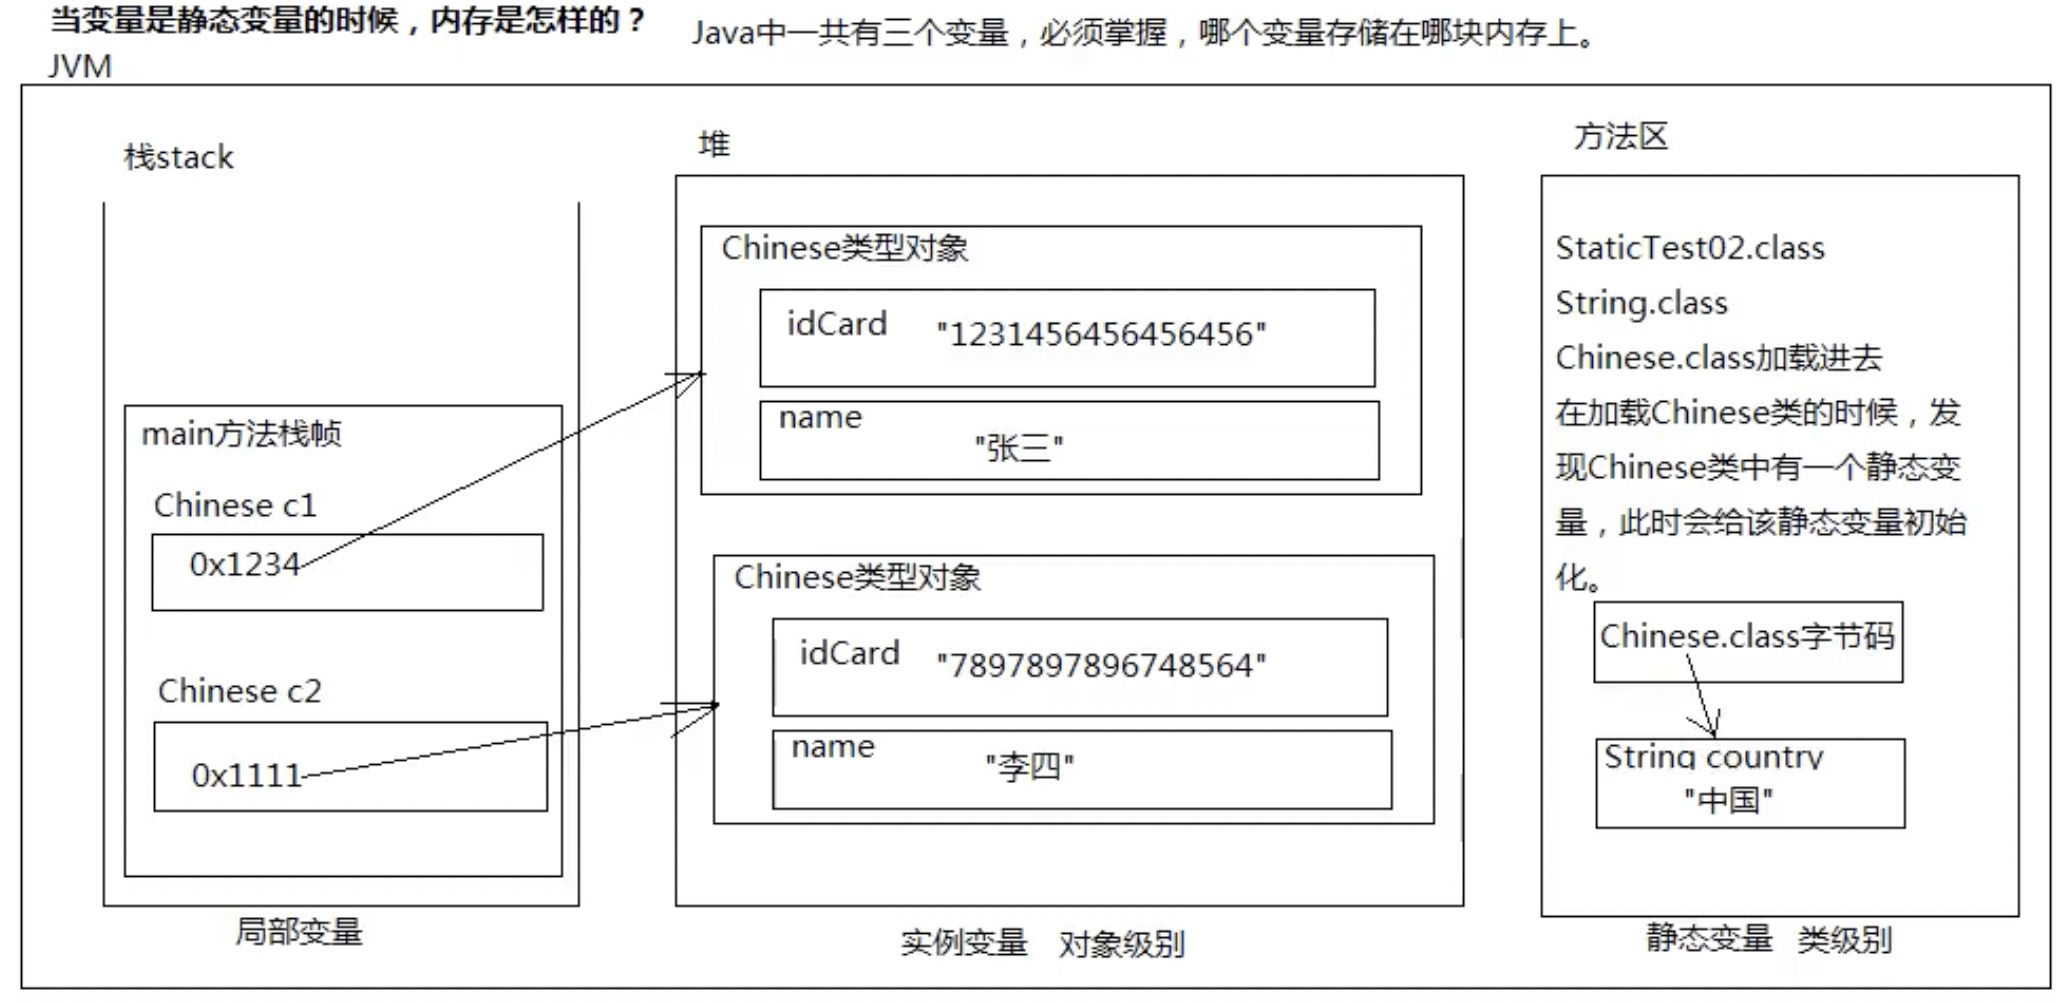 当变量是静态变量的时候，内存是怎样的？
Java中一共有三个变量，必须掌握，哪个变量存储在哪块内存上。
JVM
栈stack
main方法栈帧
Chinese c1
0x1234
Chinese c2
0x1111
局部变量
堆
Chinese类型对象
idCard "1231456456456456"
name
"张三"
Chinese类型对象
idCard "7897897896748564"
name
"李四"
实例变量 对象级别
方法区
StaticTest02.class
String.class
Chinese.class加载进去
在加载Chinese类的时候，发
现Chinese类中有一个静态变
量，此时会给该静态变量初始
化。
Chinese.class字节码
String country
"中国"
静态变量 类级别